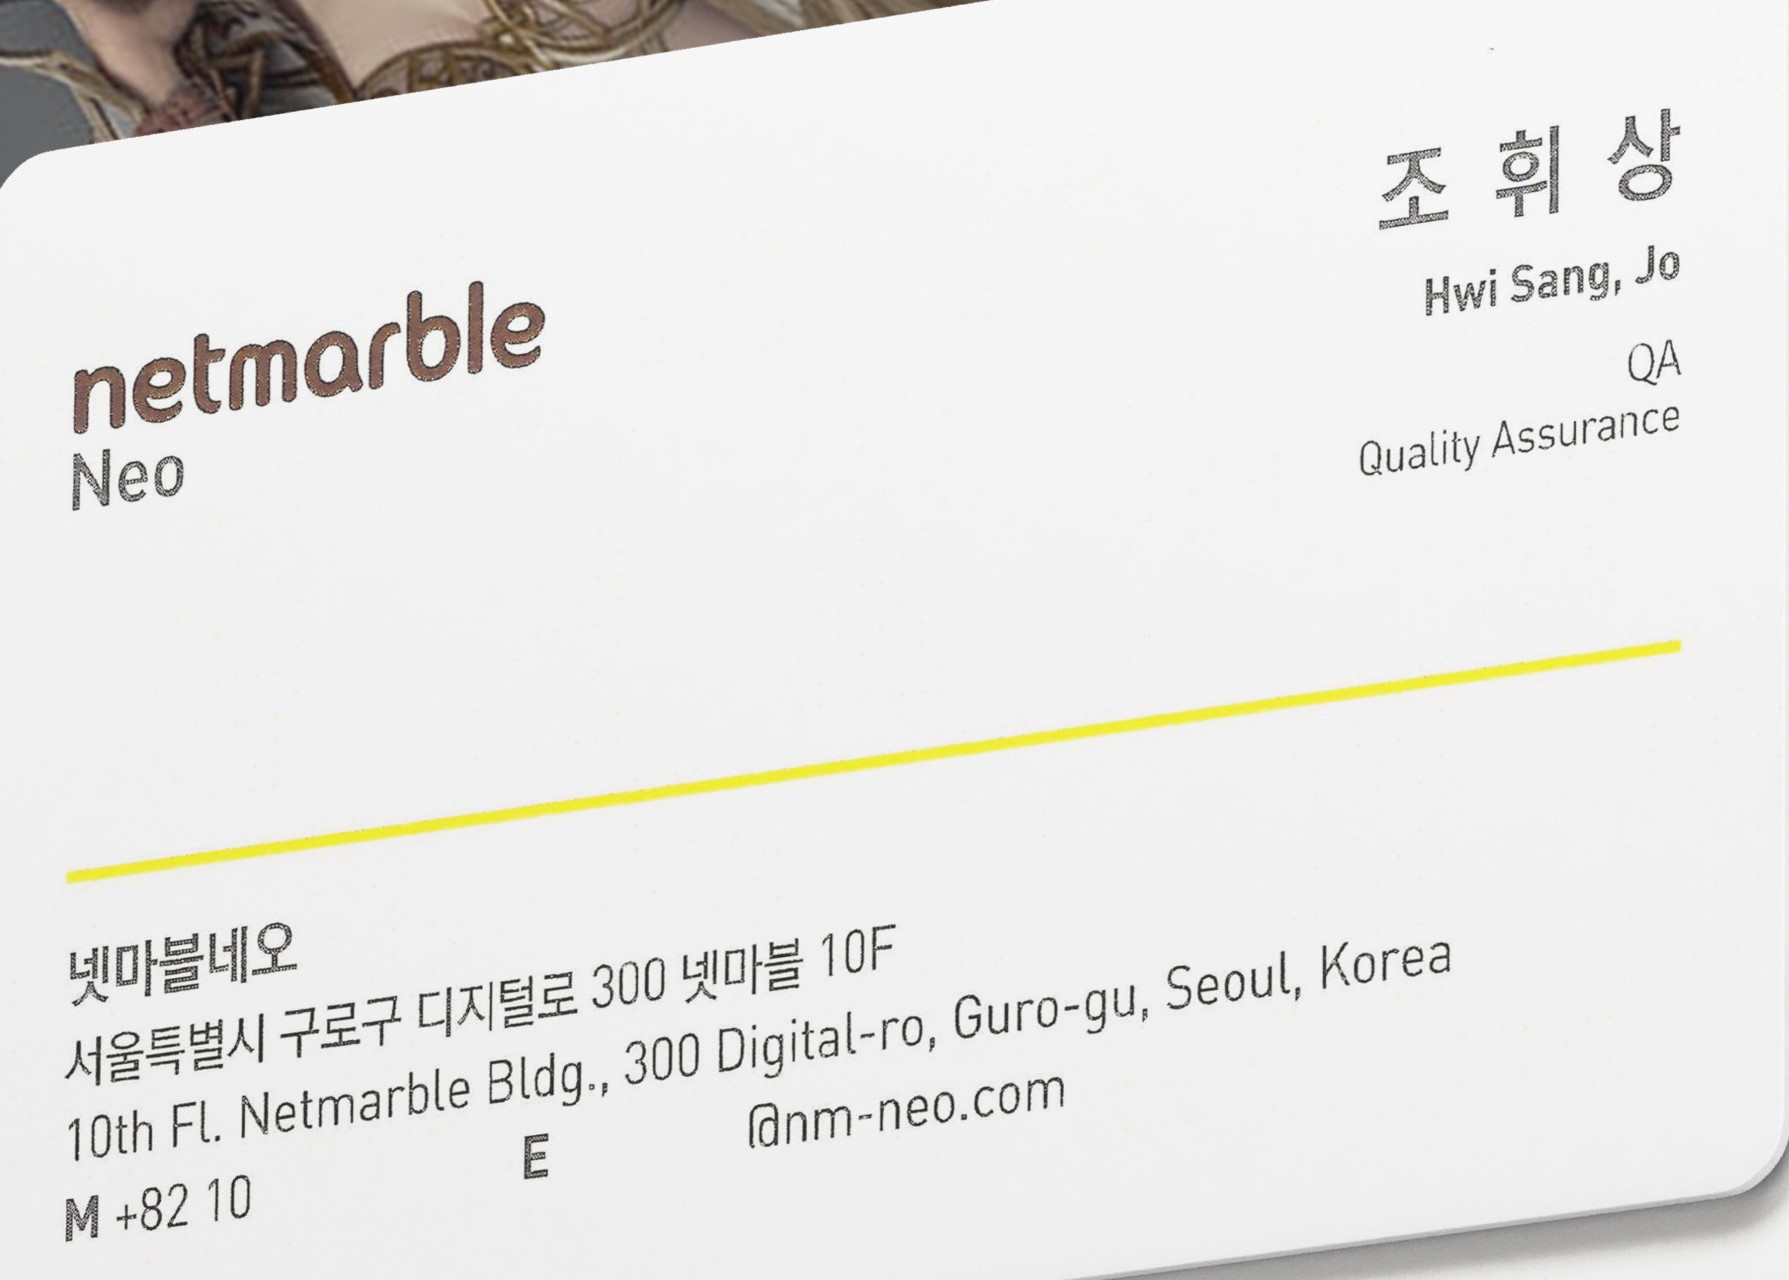 조 휘 상
Hwi Sang, Jo
QA
Quality Assurance
netmarble
Neo
넷마블네오
서울특별시 구로구 디지털로 300 넷마블 10F
10th Fl. Netmarble Bldg., 300 Digital-ro, Guro-gu, Seoul, Korea
M +82 10 E @nm-neo.com